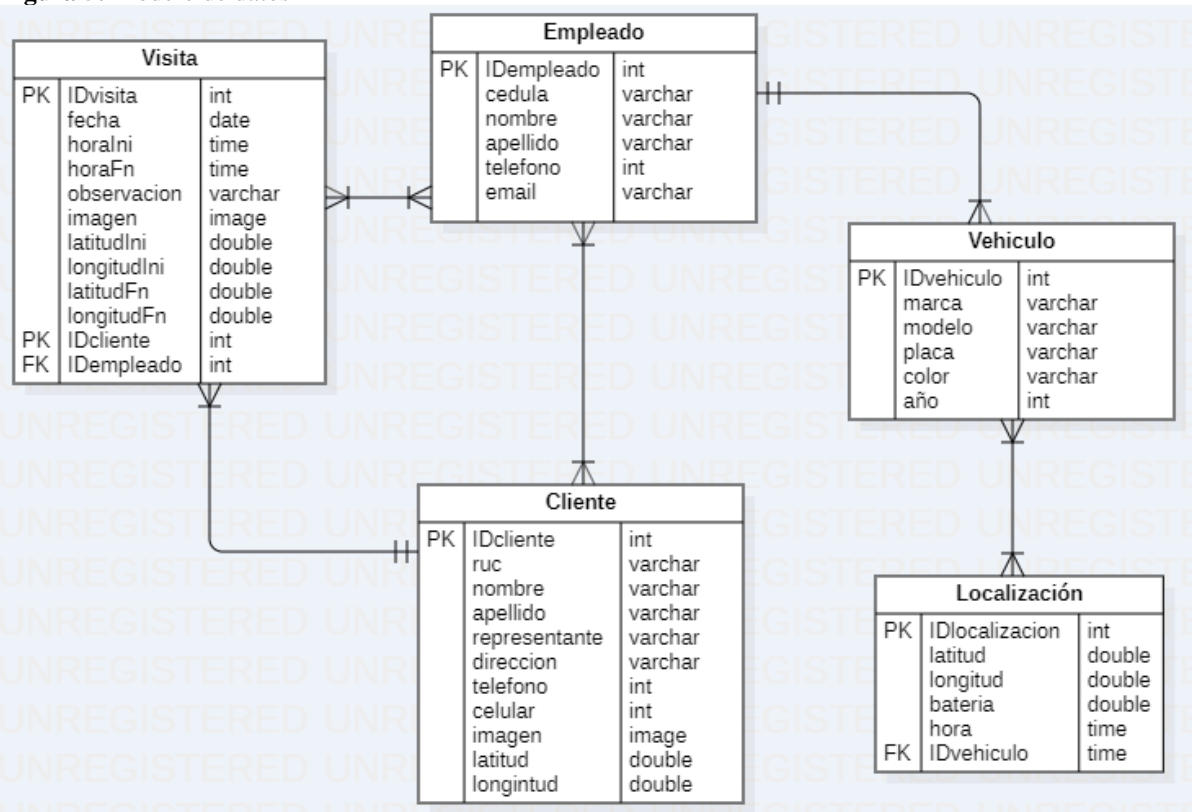 Visita
PK IDvisita int
fecha date
horaIni time
horaFn time
observacion varchar
imagen image
latitudIni double
longitudIni double
latitudFn double
longitudFn double
PK IDcliente int
FK IDempleado int
Empleado
PK IDempleado int
cedula varchar
nombre varchar
apellido varchar
telefono int
email varchar
Vehiculo
PK IDvehiculo int
marca varchar
modelo varchar
placa varchar
color varchar
año int
Cliente
PK IDcliente int
ruc varchar
nombre varchar
apellido varchar
representante varchar
direccion varchar
telefono int
celular int
imagen image
latitud double
longintud double
Localización
PK IDlocalizacion int
latitud double
longitud double
bateria double
hora time
FK IDvehiculo time
UNREGISTERED